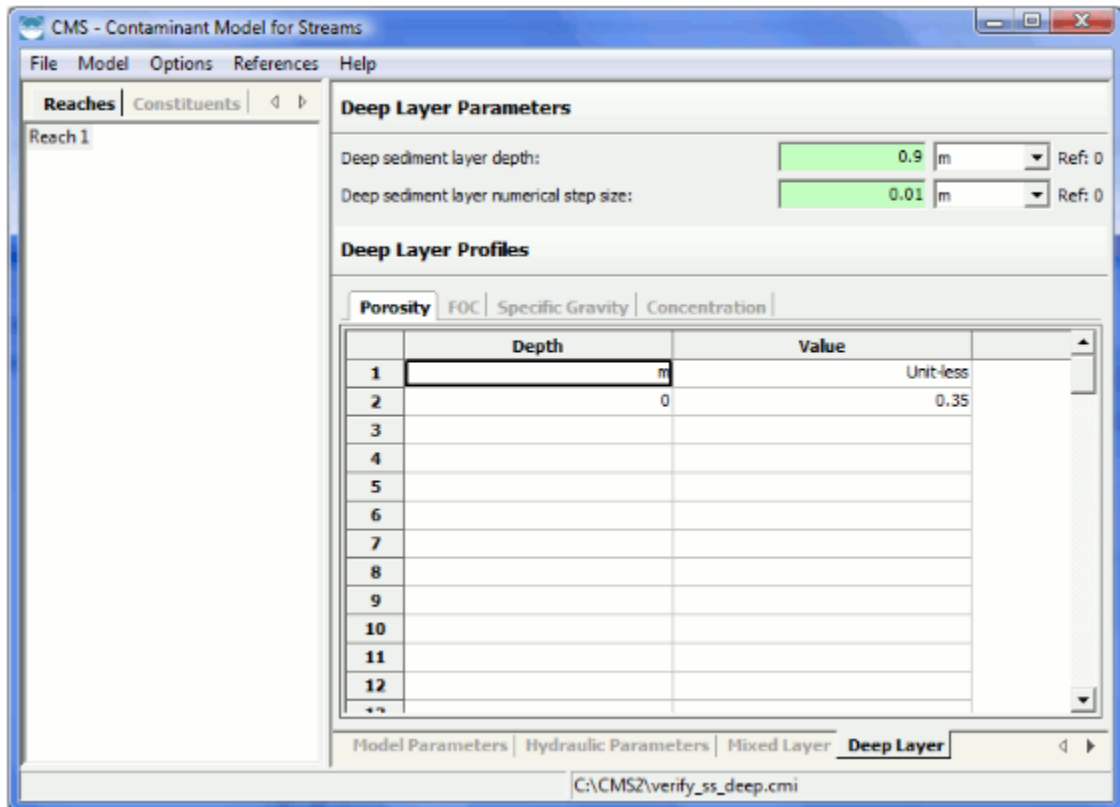 CMS - Contaminant Model for Streams
File Model Options References Help
Reaches Constituents
Reach 1
Deep Layer Parameters
Deep sediment layer depth: 0.9 m Ref: 0
Deep sediment layer numerical step size: 0.01 m Ref: 0
Deep Layer Profiles
Porosity FOC Specific Gravity Concentration
Depth Value
1 m Unit-less
2 0 0.35
3
4
5
6
7
8
9
10
11
12
Model Parameters Hydraulic Parameters Mixed Layer Deep Layer
C:\CMS2\verify_ss_deep.cmi